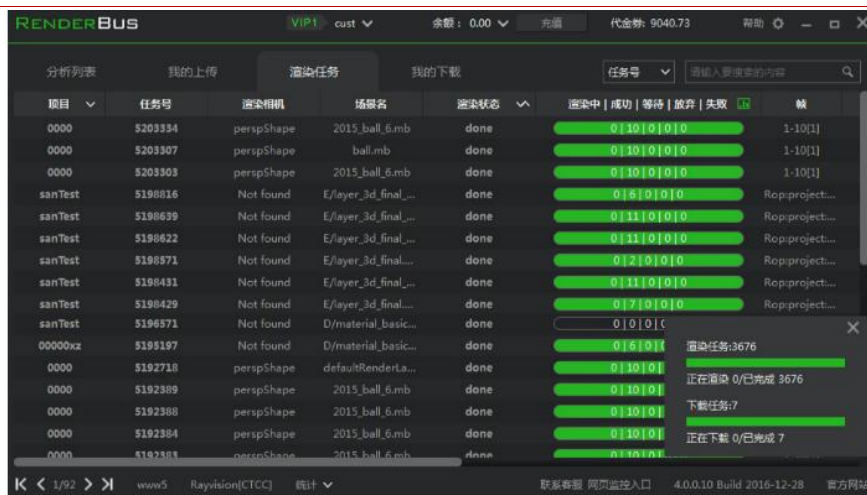 RENDERBUS VIP1 cust 余额： 0.00 充值 代金券: 9040.73 帮助
分析列表 我的上传 渲染任务 我的下载 任务号 请输入要搜索的内容
项目 任务号 渲染相机 场景名 渲染状态 渲染中 | 成功 | 等待 | 放弃 | 失败 帧
0000 5203334 perspShape 2015_ball_6.mb done 0 | 10 | 0 | 0 | 0 1-10[1]
0000 5203307 perspShape ball.mb done 0 | 10 | 0 | 0 | 0 1-10[1]
0000 5203303 perspShape 2015_ball_6.mb done 0 | 10 | 0 | 0 | 0 1-10[1]
sanTest 5198816 Not found E/layer_3d_final_... done 0 | 6 | 0 | 0 | 0 Rop:project:...
sanTest 5198639 Not found E/layer_3d_final_... done 0 | 11 | 0 | 0 | 0 Rop:project:...
sanTest 5198622 Not found E/layer_3d_final_... done 0 | 11 | 0 | 0 | 0 Rop:project:...
sanTest 5198571 Not found E/layer_3d_final_... done 0 | 2 | 0 | 0 | 0 Rop:project:...
sanTest 5198431 Not found E/layer_3d_final_... done 0 | 11 | 0 | 0 | 0 Rop:project:...
sanTest 5198429 Not found E/layer_3d_final_... done 0 | 7 | 0 | 0 | 0 Rop:project:...
sanTest 5196571 Not found D/material_basic... done 0 | 0 | 0 |
00000xz 5195197 Not found D/material_basic... done 0 | 6 | 0 |
0000 5192718 perspShape defaultRenderLa... done 0 | 10 | 0 |
0000 5192389 perspShape 2015_ball_6.mb done 0 | 10 | 0 |
0000 5192388 perspShape 2015_ball_6.mb done 0 | 10 | 0 |
0000 5192384 perspShape 2015_ball_6.mb done 0 | 10 | 0 |
0000 5192383 perspShape 2015_ball_6.mb done 0 | 10 | 0 |
渲染任务:3676
正在渲染 0/已完成 3676
下载任务:7
正在下载 0/已完成 7
1/92 www5 Rayvision[CTCC] 统计 联系客服 网页监控入口 4.0.0.10 Build 2016-12-28 官方网站